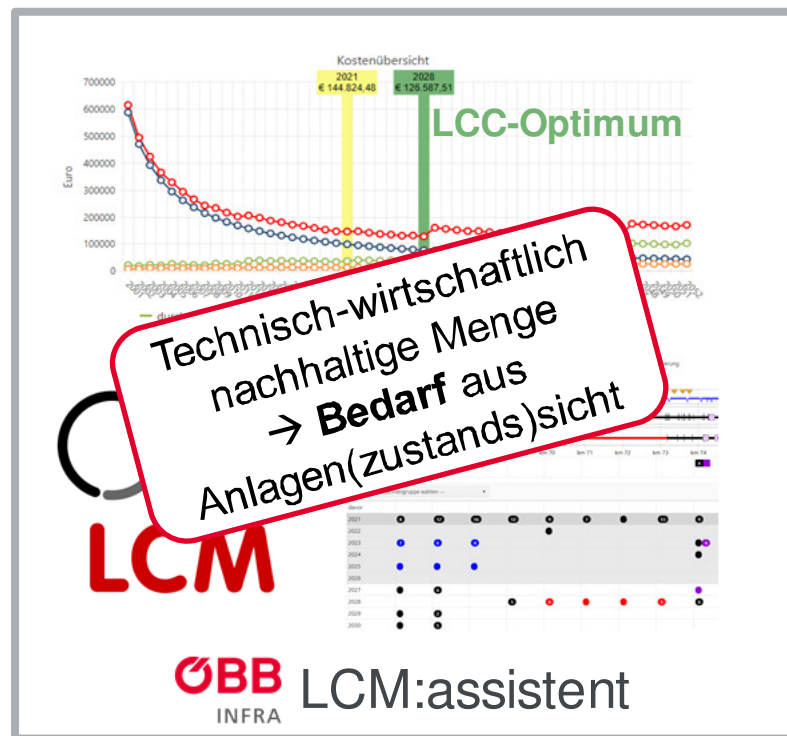 Kostenübersicht
700000
2021
€ 144.824,48
2028
€ 126.587,51
600000
LCC-Optimum
500000
Euro
400000
300000
200000
100000
0
Technisch-wirtschaftlich
nachhaltige Menge
→ Bedarf aus
Anlagen(zustands)sicht
km 70
km 71
km 72
km 73
km 74
davor
2021
2022
2023
2024
2025
2026
2027
2028
2029
2030
LCM
ÖBB
INFRA
LCM:assistent